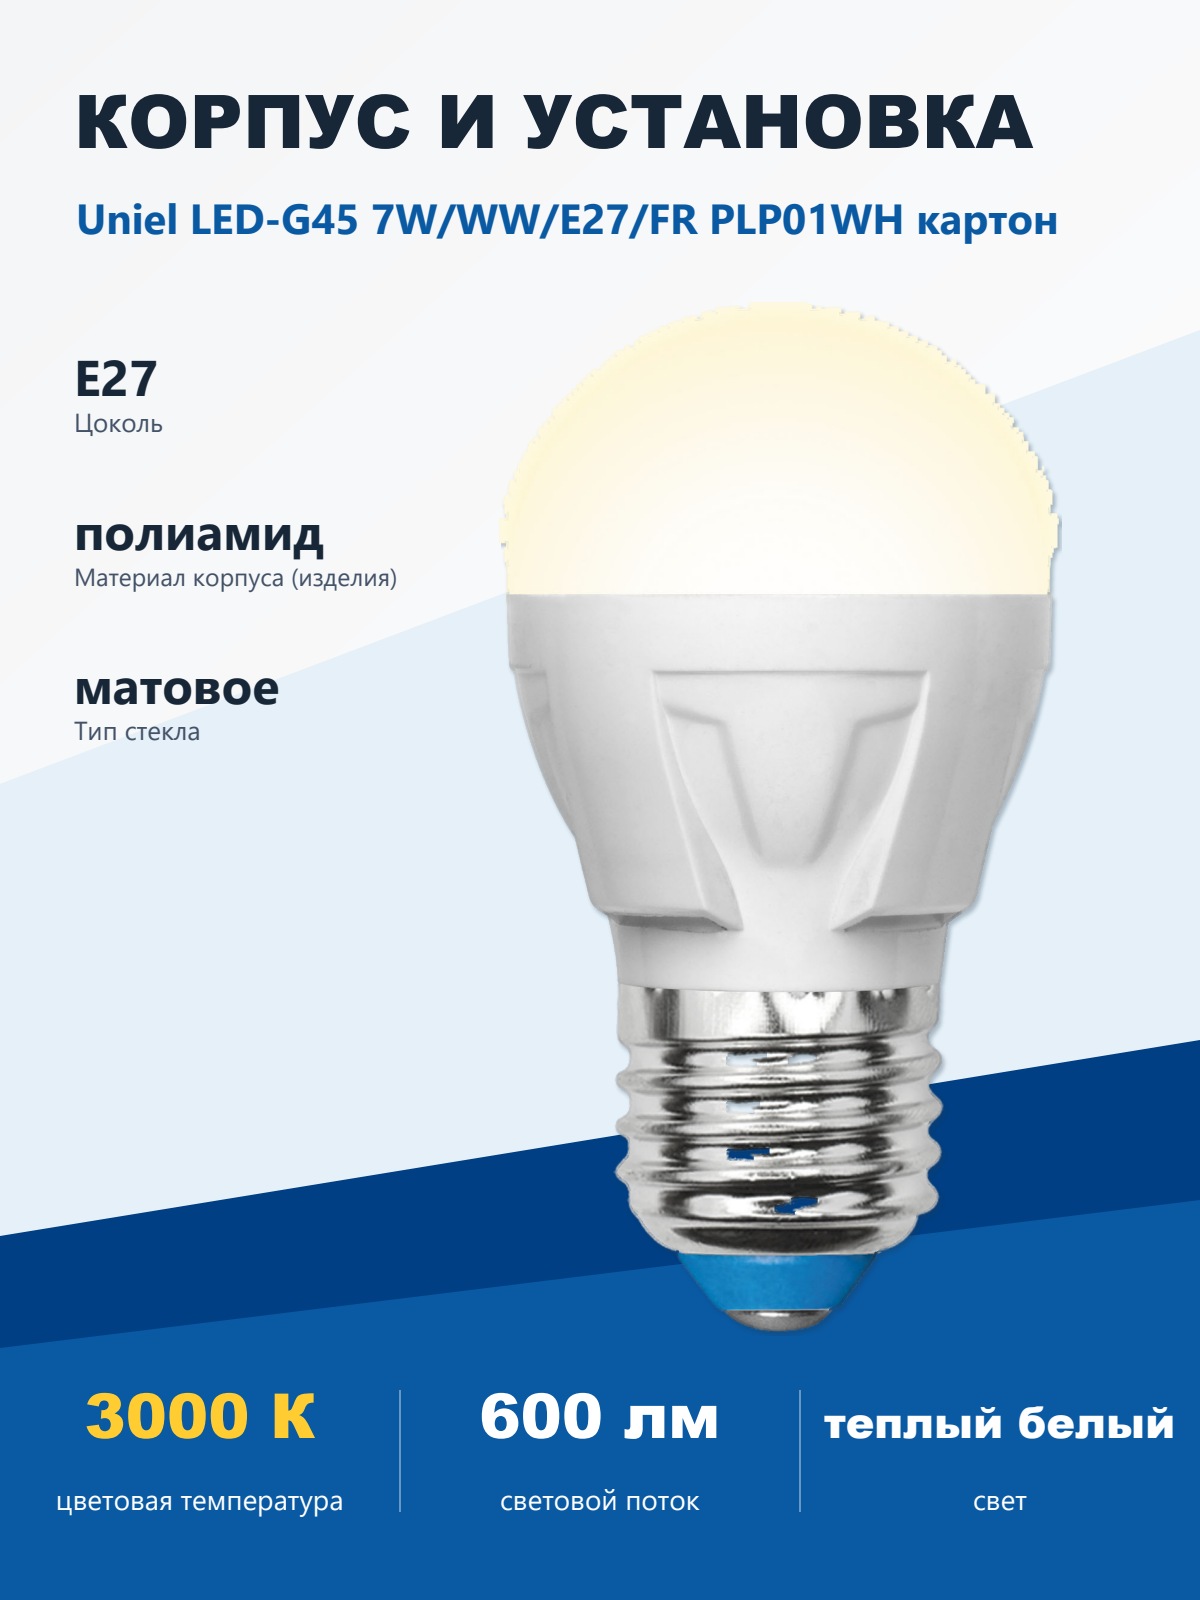 КОРПУС И УСТАНОВКА
Uniel LED-G45 7W/WW/E27/FR PLP01WH картон
E27
Цоколь
полиамид
Материал корпуса (изделия)
матовое
Тип стекла
3000 К
цветовая температура
600 лм
световой поток
теплый белый
свет